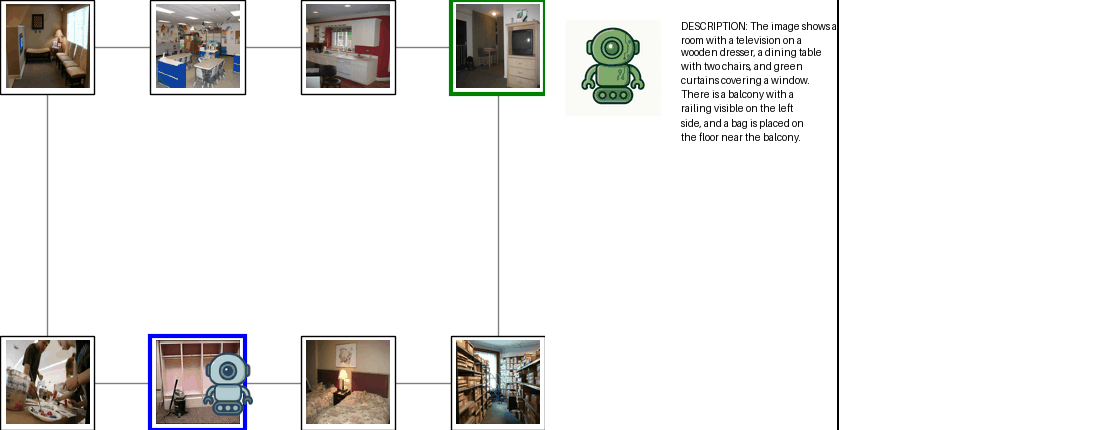 DESCRIPTION: The image shows a
room with a television on a
wooden dresser, a dining table
with two chairs, and green
curtains covering a window.
There is a balcony with a
railing visible on the left
side, and a bag is placed on
the floor near the balcony.